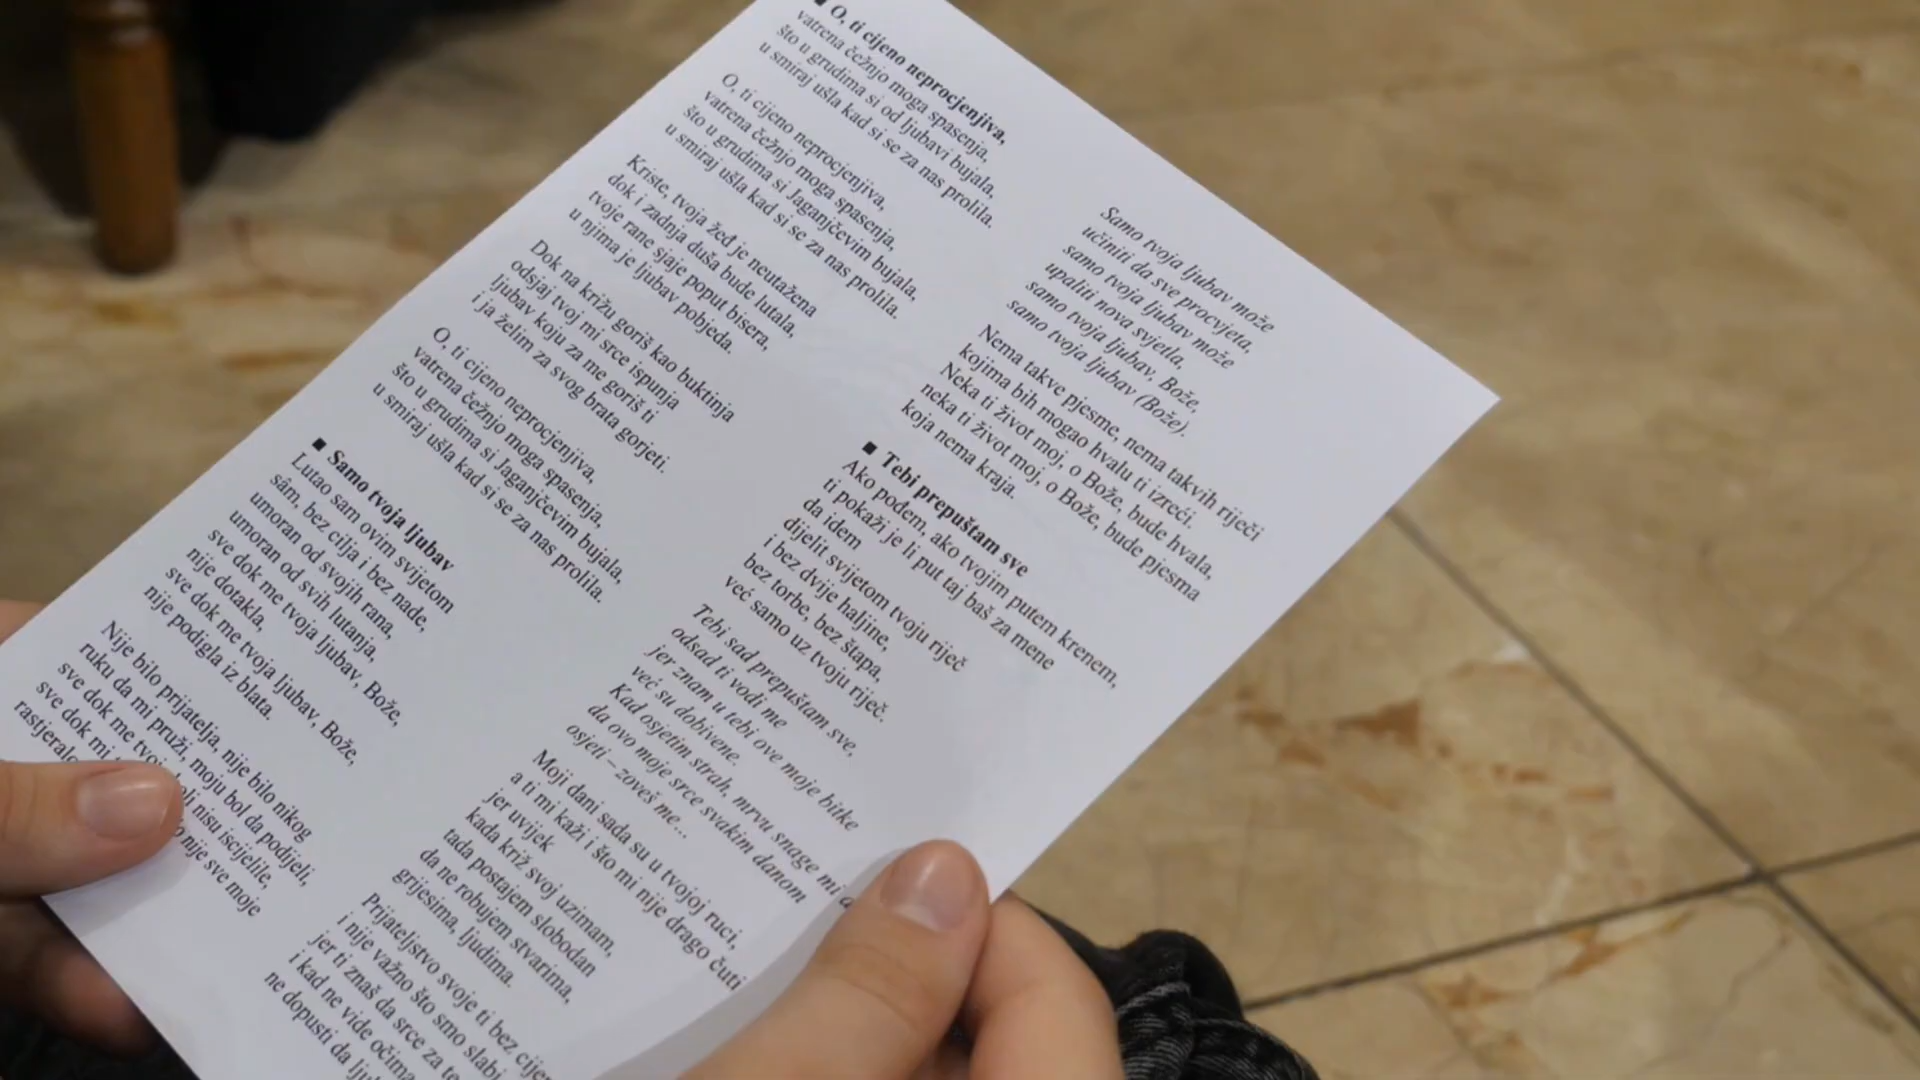 ■ O, ti cijeno neprocjenjiva,
vatrena čežnjo moga spasenja,
što u grudima si od ljubavi bujala,
u smiraj ušla kad si se za nas prolila.
O, ti cijeno neprocjenjiva,
vatrena čežnjo moga spasenja,
što u grudima si Jaganjčevim bujala,
u smiraj ušla kad si se za nas prolila.
Kriste, tvoja žeđ je neutažena
dok i zadnja duša bude lutala,
tvoje rane sjaje poput bisera,
u njima je ljubav pobjeda.
Dok na križu goriš kao buktinja
odsjaj tvoj mi srce ispunja
ljubav koju za me goriš ti
i ja želim za svog brata gorjeti.
O, ti cijeno neprocjenjiva,
vatrena čežnjo moga spasenja,
što u grudima si Jaganjčevim bujala,
u smiraj ušla kad si se za nas prolila.
■ Samo tvoja ljubav
Lutao sam ovim svijetom
sâm, bez cilja i bez nade,
umoran od svojih rana,
umoran od svih lutanja,
sve dok me tvoja ljubav, Bože,
nije dotakla,
sve dok me tvoja ljubav, Bože,
nije podigla iz blata.
Nije bilo prijatelja, nije bilo nikog
ruku da mi pruži, moju bol da podijeli,
sve dok me nisu iscijelile,
sve dok mi nije sve moje
Samo tvoja ljubav može
učiniti da sve procvjeta,
samo tvoja ljubav može
upaliti nova svjetla,
samo tvoja ljubav, Bože,
samo tvoja ljubav (Bože).
Nema takve pjesme, nema takvih riječi
kojima bih mogao hvalu ti izreći.
Neka ti život moj, o Bože, bude hvala,
neka ti život moj, o Bože, bude pjesma
koja nema kraja.
■ Tebi prepuštam sve
Ako pođem, ako tvojim putem krenem,
ti pokaži je li put taj baš za mene
da idem
dijelit svijetom tvoju riječ
i bez dvije haljine,
bez torbe, bez štapa,
već samo uz tvoju riječ.
Tebi sad prepuštam sve,
odsad ti vodi me
jer znam u tebi ove moje bitke
već su dobivene.
Kad osjetim strah, mrvu snage mi
da ovo moje srce svakim danom
osjeti – zoveš me...
Moji dani sada su u tvojoj ruci,
a ti mi kaži i što mi nije drago čuti
jer uvijek
kada križ svoj uzimam,
tada postajem slobodan
da ne robujem stvarima,
grijesima, ljudima.
Prijateljstvo svoje ti bez
i nije važno što smo slabi
jer ti znaš da srce za
i kad ne vide očima
ne dopusti da